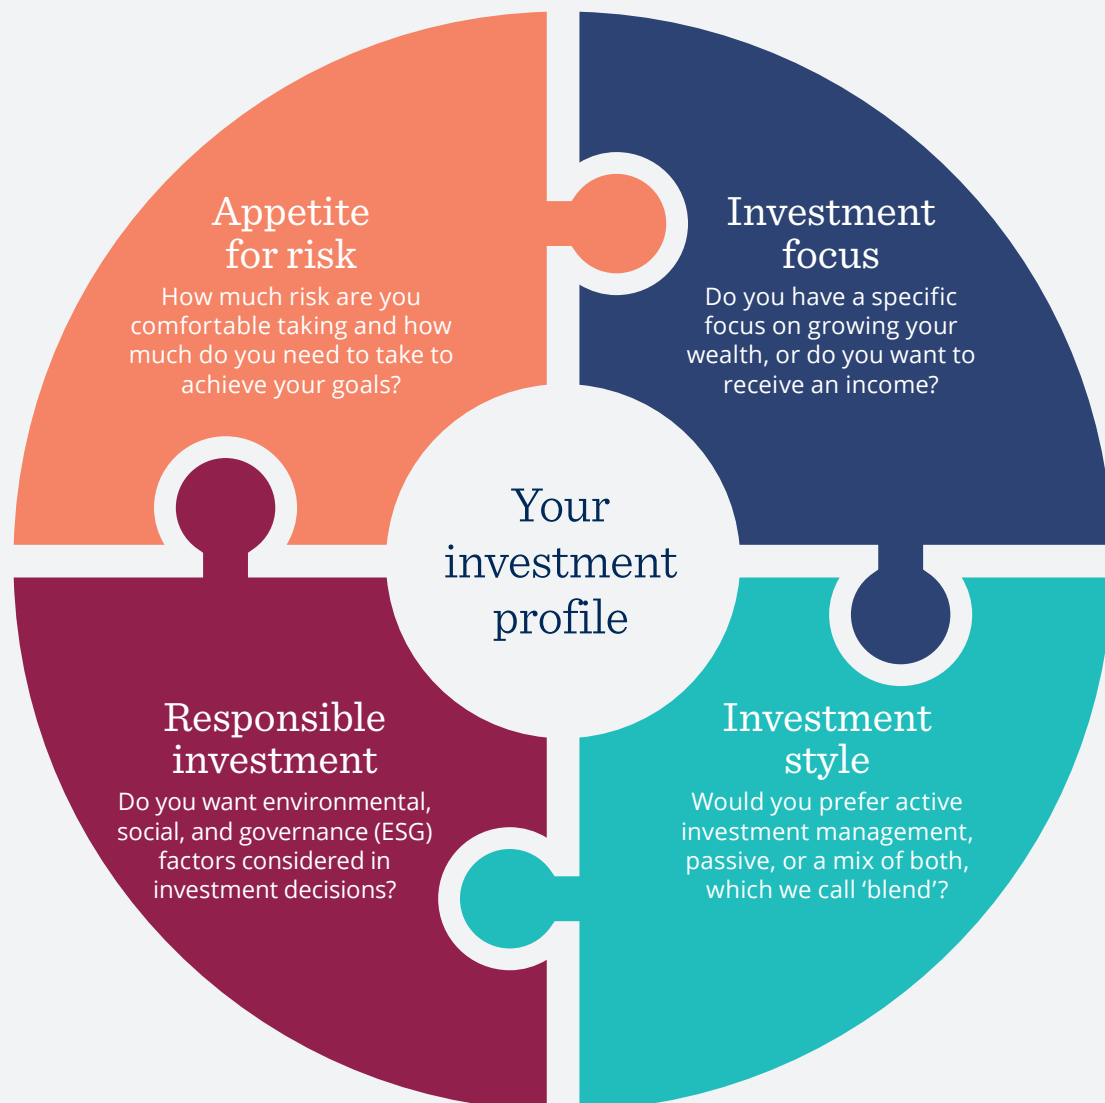 Appetite
for risk
How much risk are you
comfortable taking and how
much do you need to take to
achieve your goals?
Investment
focus
Do you have a specific
focus on growing your
wealth, or do you want to
receive an income?
Your
investment
profile
Responsible
investment
Do you want environmental,
social, and governance (ESG)
factors considered in
investment decisions?
Investment
style
Would you prefer active
investment management,
passive, or a mix of both,
which we call ‘blend’?